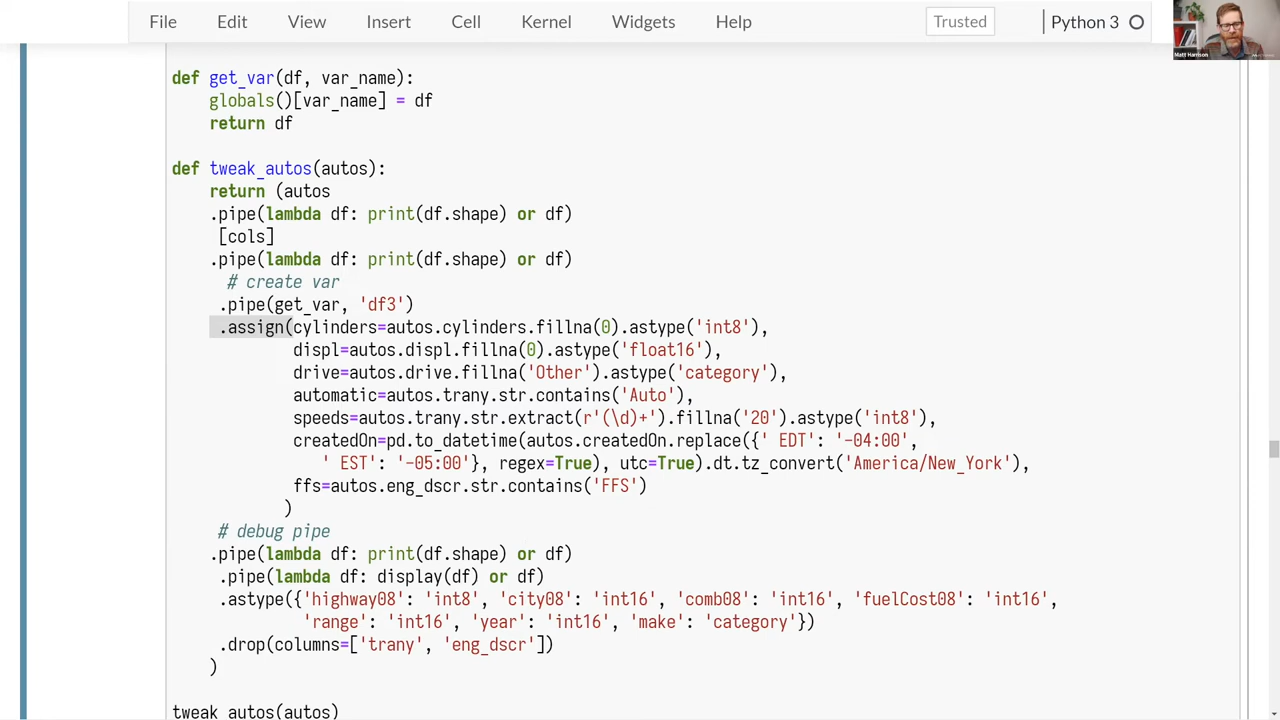 File Edit View Insert Cell Kernel Widgets Help Trusted Python 3
Matt Harrison
def get_var(df, var_name):
    globals()[var_name] = df
    return df
def tweak_autos(autos):
    return (autos
    .pipe(lambda df: print(df.shape) or df)
     [cols]
    .pipe(lambda df: print(df.shape) or df)
      # create var
     .pipe(get_var, 'df3')
     .assign(cylinders=autos.cylinders.fillna(0).astype('int8'),
             displ=autos.displ.fillna(0).astype('float16'),
             drive=autos.drive.fillna('Other').astype('category'),
             automatic=autos.trany.str.contains('Auto'),
             speeds=autos.trany.str.extract(r'(\d)+').fillna('20').astype('int8'),
             createdOn=pd.to_datetime(autos.createdOn.replace({' EDT': '-04:00',
                ' EST': '-05:00'}, regex=True), utc=True).dt.tz_convert('America/New_York'),
             ffs=autos.eng_dscr.str.contains('FFS')
            )
     # debug pipe
    .pipe(lambda df: print(df.shape) or df)
     .pipe(lambda df: display(df) or df)
     .astype({'highway08': 'int8', 'city08': 'int16', 'comb08': 'int16', 'fuelCost08': 'int16',
              'range': 'int16', 'year': 'int16', 'make': 'category'})
     .drop(columns=['trany', 'eng_dscr'])
    )
tweak_autos(autos)